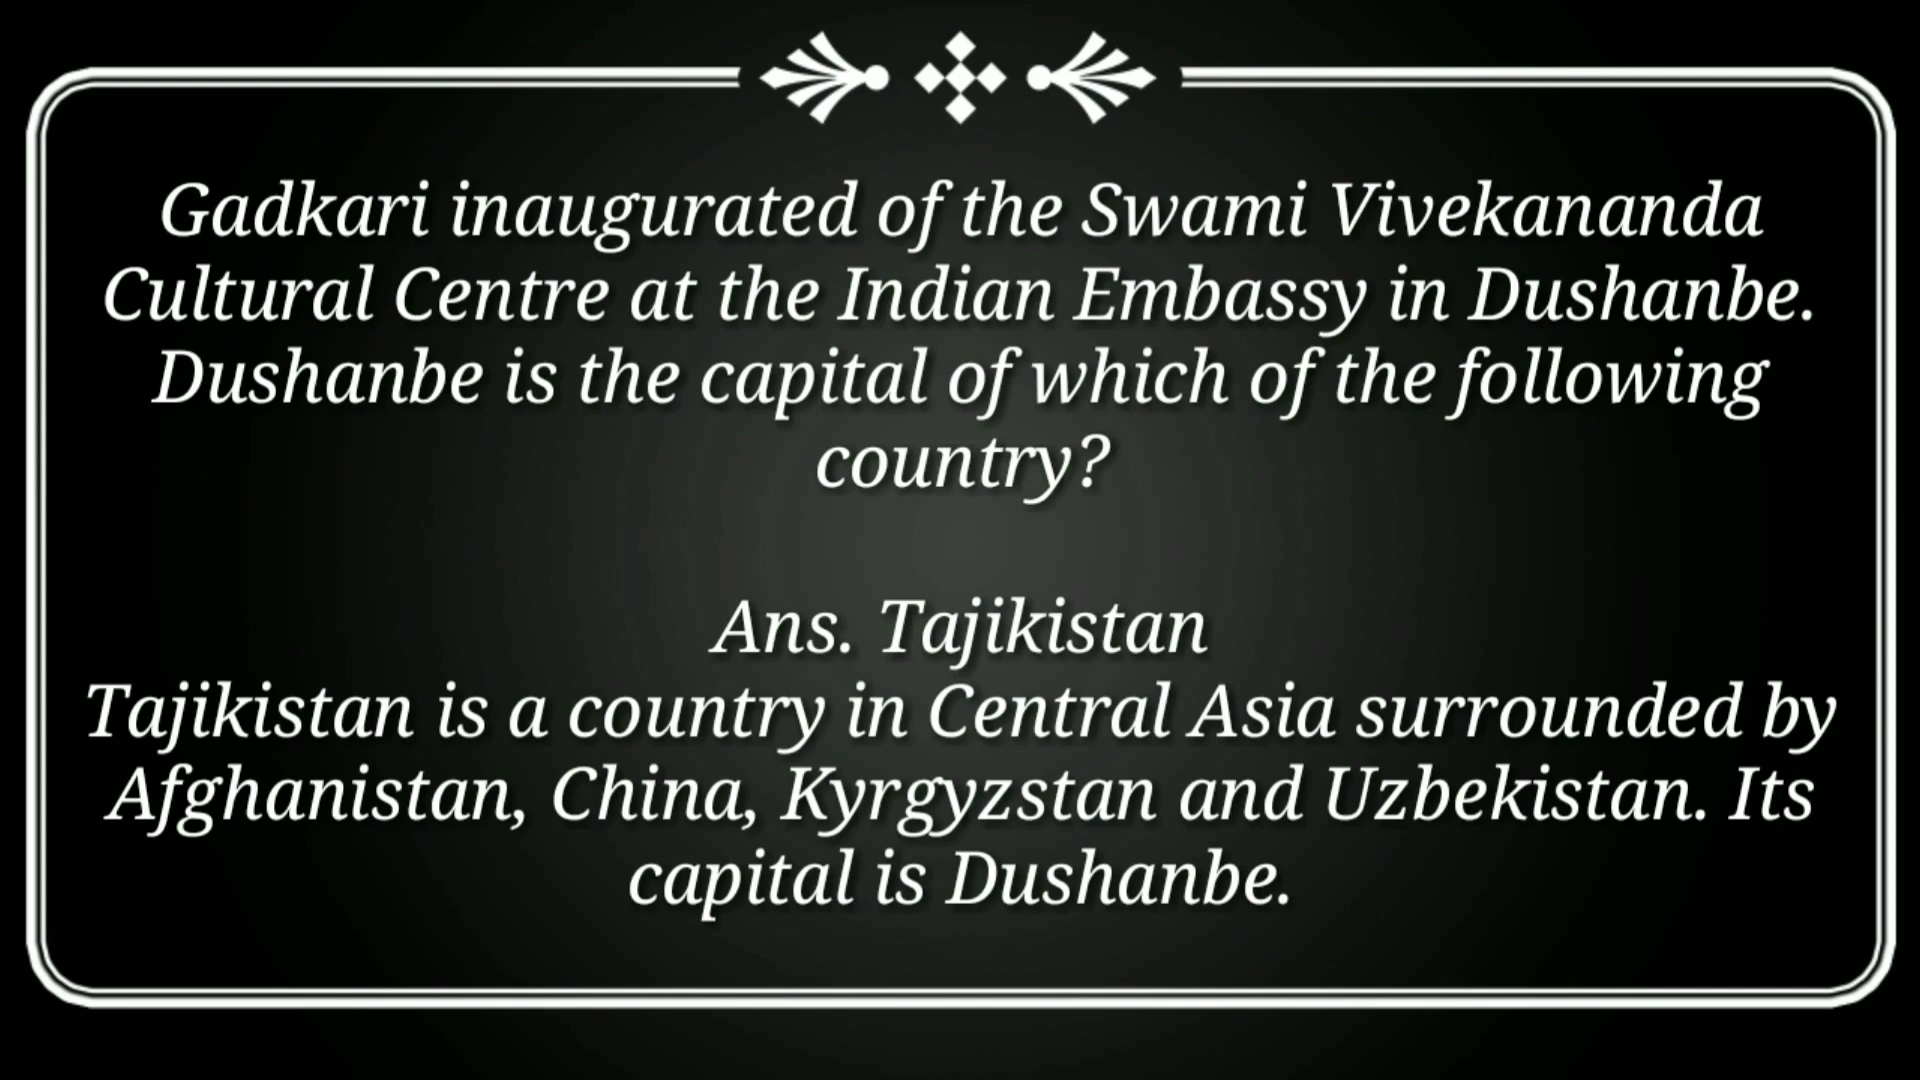 Gadkari inaugurated of the Swami Vivekananda
Cultural Centre at the Indian Embassy in Dushanbe.
Dushanbe is the capital of which of the following
country?
Ans. Tajikistan
Tajikistan is a country in Central Asia surrounded by
Afghanistan, China, Kyrgyzstan and Uzbekistan. Its
capital is Dushanbe.